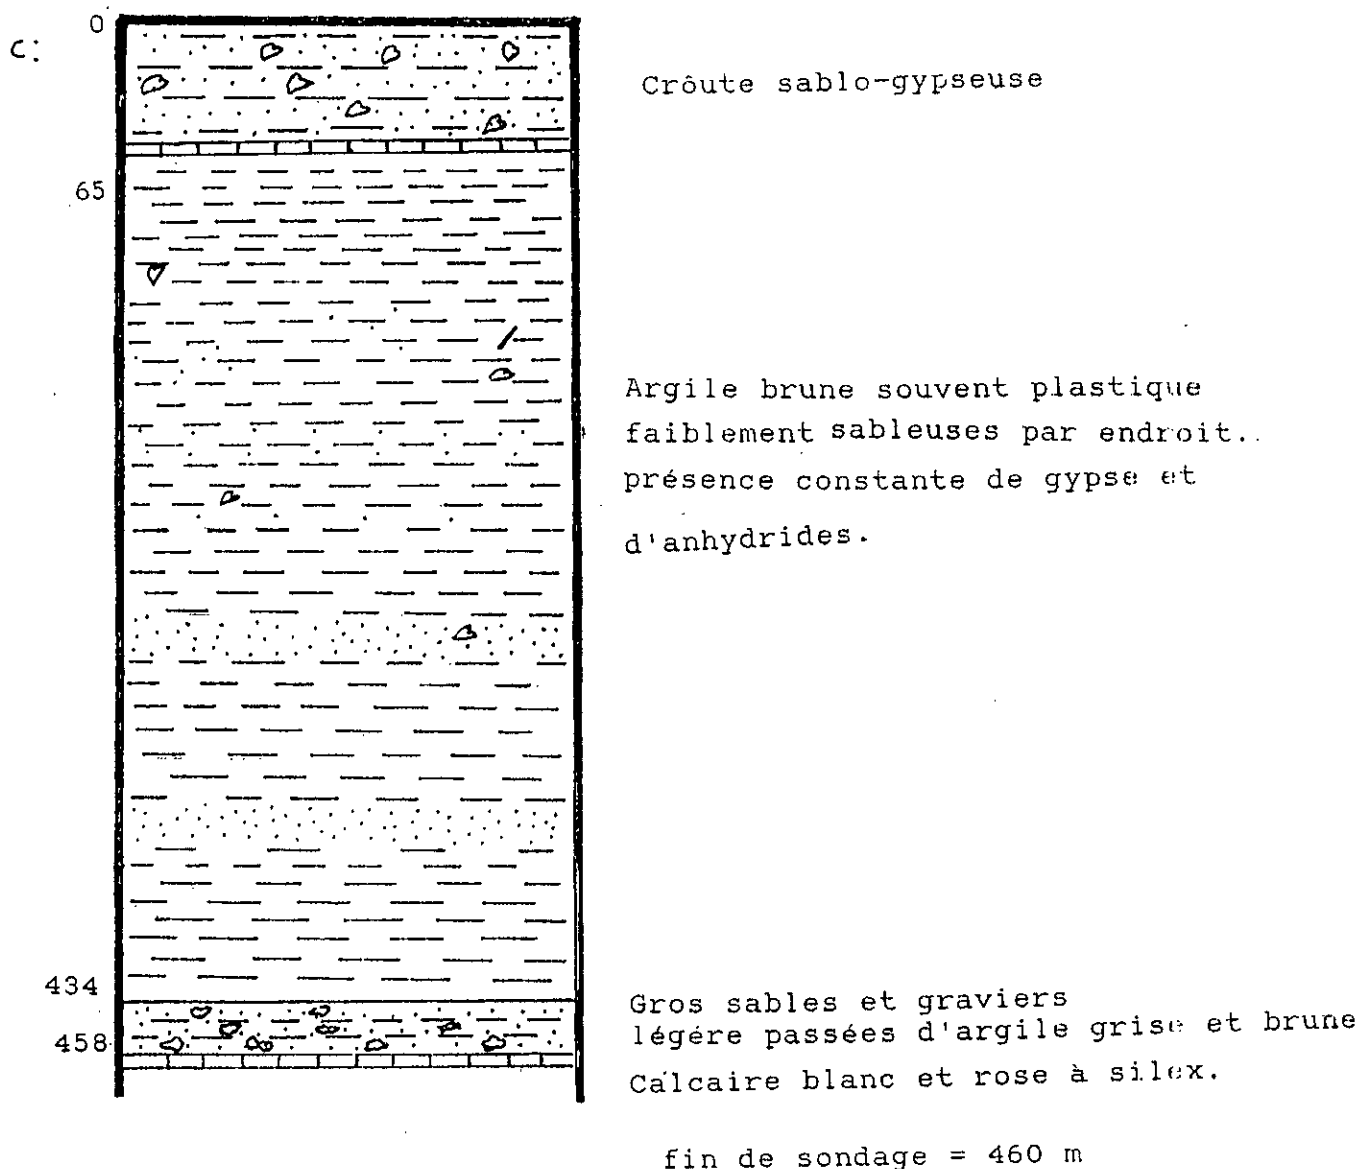 c:
0
Crôute sablo-gypseuse
65
Argile brune souvent plastique
faiblement sableuses par endroit..
présence constante de gypse et
d'anhydrides.
434
Gros sables et graviers
légére passées d'argile grise et brune
458
Calcaire blanc et rose à silex.
fin de sondage = 460 m